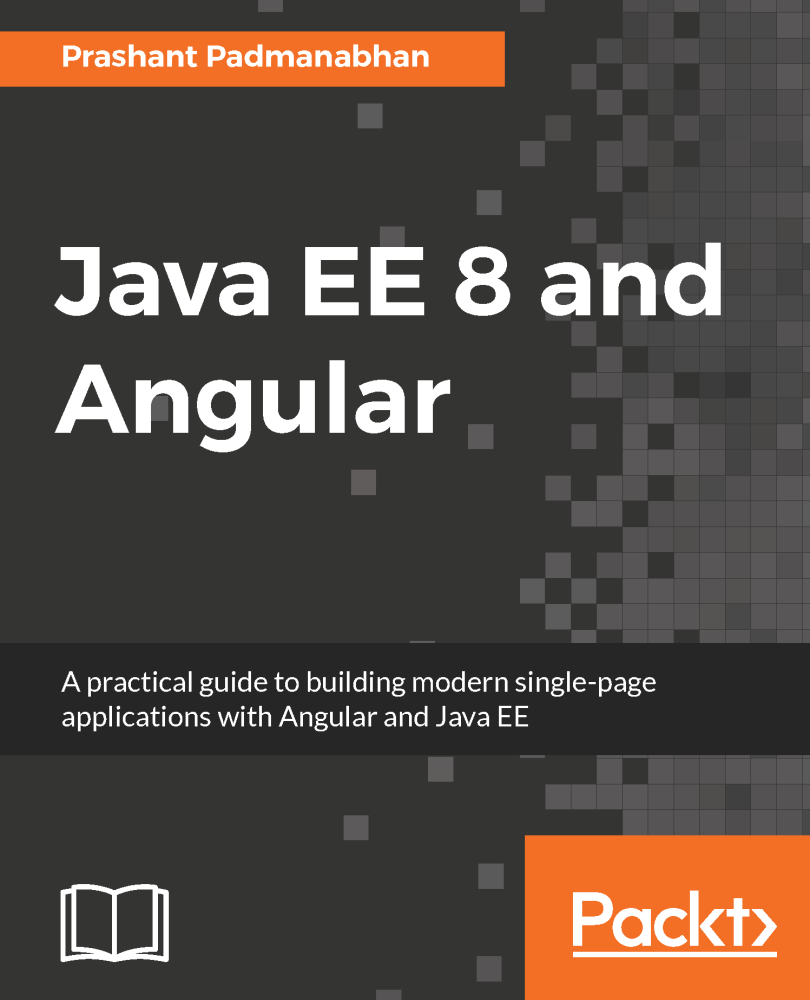 Prashant Padmanabhan
Java EE 8 and
Angular
A practical guide to building modern single-page
applications with Angular and Java EE
Packt>